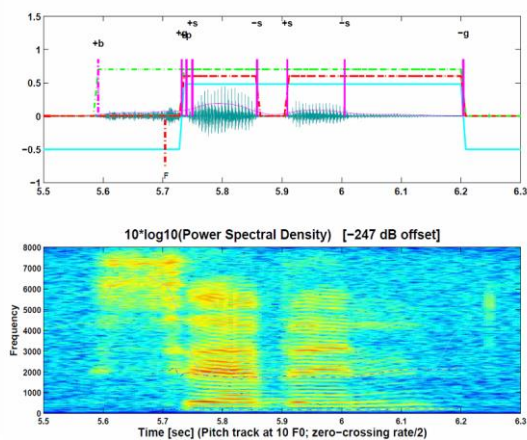 +g
+b +s −s +s −s −g
1.5
1
0.5
0
−0.5
−1
F
5.5 5.6 5.7 5.8 5.9 6 6.1 6.2 6.3
10*log10(Power Spectral Density) [−247 dB offset]
8000
7000
6000
5000
4000
3000
2000
1000
0
Frequency
5.5 5.6 5.7 5.8 5.9 6 6.1 6.2 6.3
Time [sec] (Pitch track at 10 F0; zero−crossing rate/2)